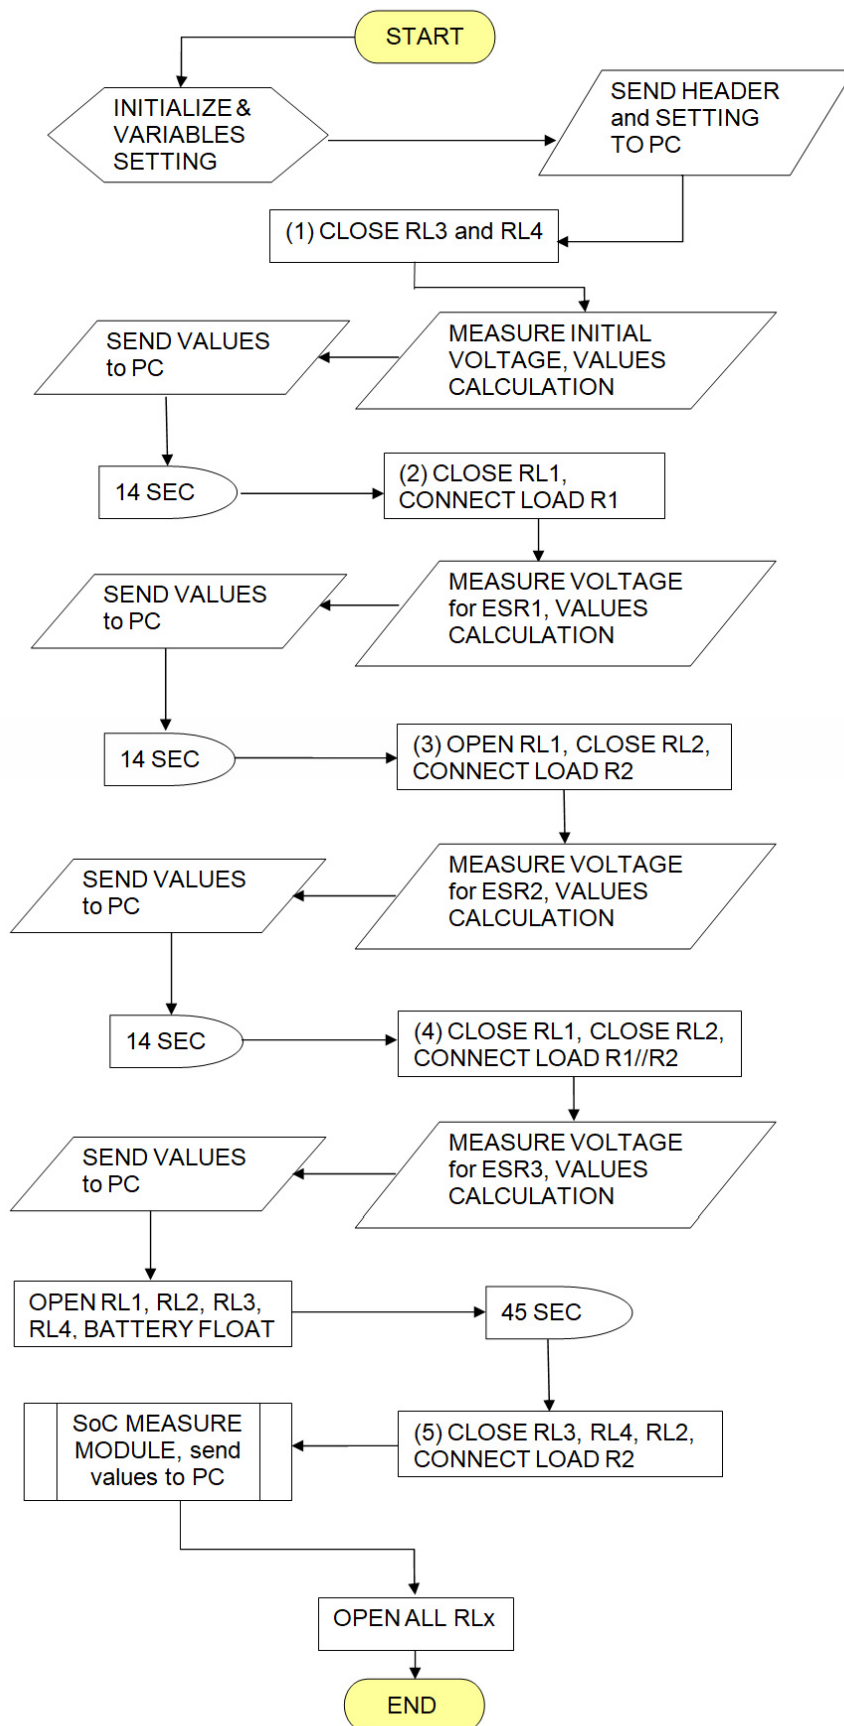 START
INITIALIZE &
VARIABLES
SETTING
SEND HEADER
and SETTING
TO PC
(1) CLOSE RL3 and RL4
MEASURE INITIAL
VOLTAGE, VALUES
CALCULATION
SEND VALUES
to PC
14 SEC
(2) CLOSE RL1,
CONNECT LOAD R1
MEASURE VOLTAGE
for ESR1, VALUES
CALCULATION
SEND VALUES
to PC
14 SEC
(3) OPEN RL1, CLOSE RL2,
CONNECT LOAD R2
MEASURE VOLTAGE
for ESR2, VALUES
CALCULATION
SEND VALUES
to PC
14 SEC
(4) CLOSE RL1, CLOSE RL2,
CONNECT LOAD R1//R2
MEASURE VOLTAGE
for ESR3, VALUES
CALCULATION
SEND VALUES
to PC
OPEN RL1, RL2, RL3,
RL4, BATTERY FLOAT
45 SEC
(5) CLOSE RL3, RL4, RL2,
CONNECT LOAD R2
SoC MEASURE
MODULE, send
values to PC
OPEN ALL RLx
END